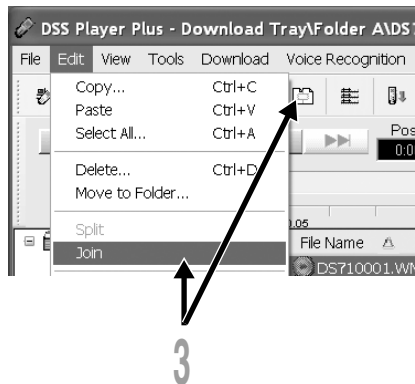 DSS Player Plus - Download Tray\Folder A\DS
File Edit View Tools Download Voice Recognition
Copy... Ctrl+C
Paste Ctrl+V
Select All... Ctrl+A
Pos
0:0
Delete... Ctrl+D
Move to Folder...
Split
.05
Join
File Name
DS710001.WM
3